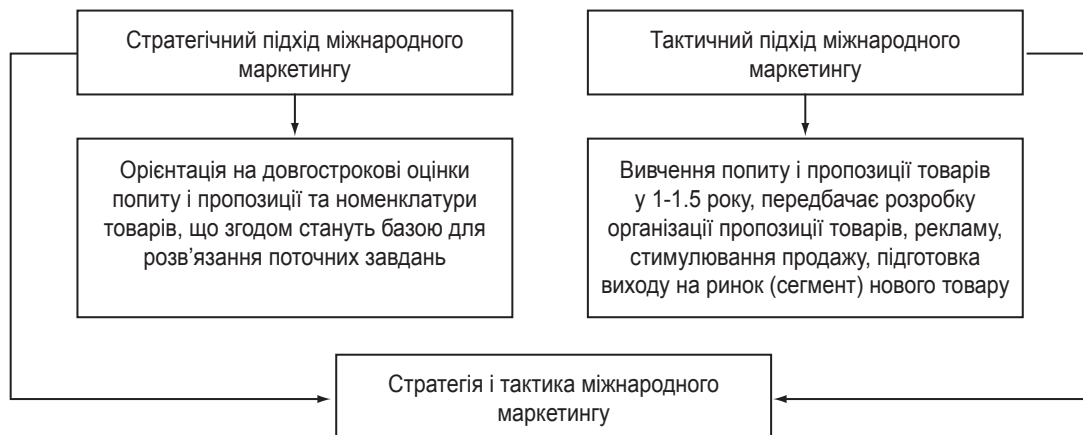 Стратегічний підхід міжнародного
маркетингу
Тактичний підхід міжнародного
маркетингу
Орієнтація на довгострокові оцінки
попиту і пропозиції та номенклатури
товарів, що згодом стануть базою для
розв’язання поточних завдань
Вивчення попиту і пропозиції товарів
у 1-1.5 року, передбачає розробку
організації пропозиції товарів, рекламу,
стимулювання продажу, підготовка
виходу на ринок (сегмент) нового товару
Стратегія і тактика міжнародного
маркетингу